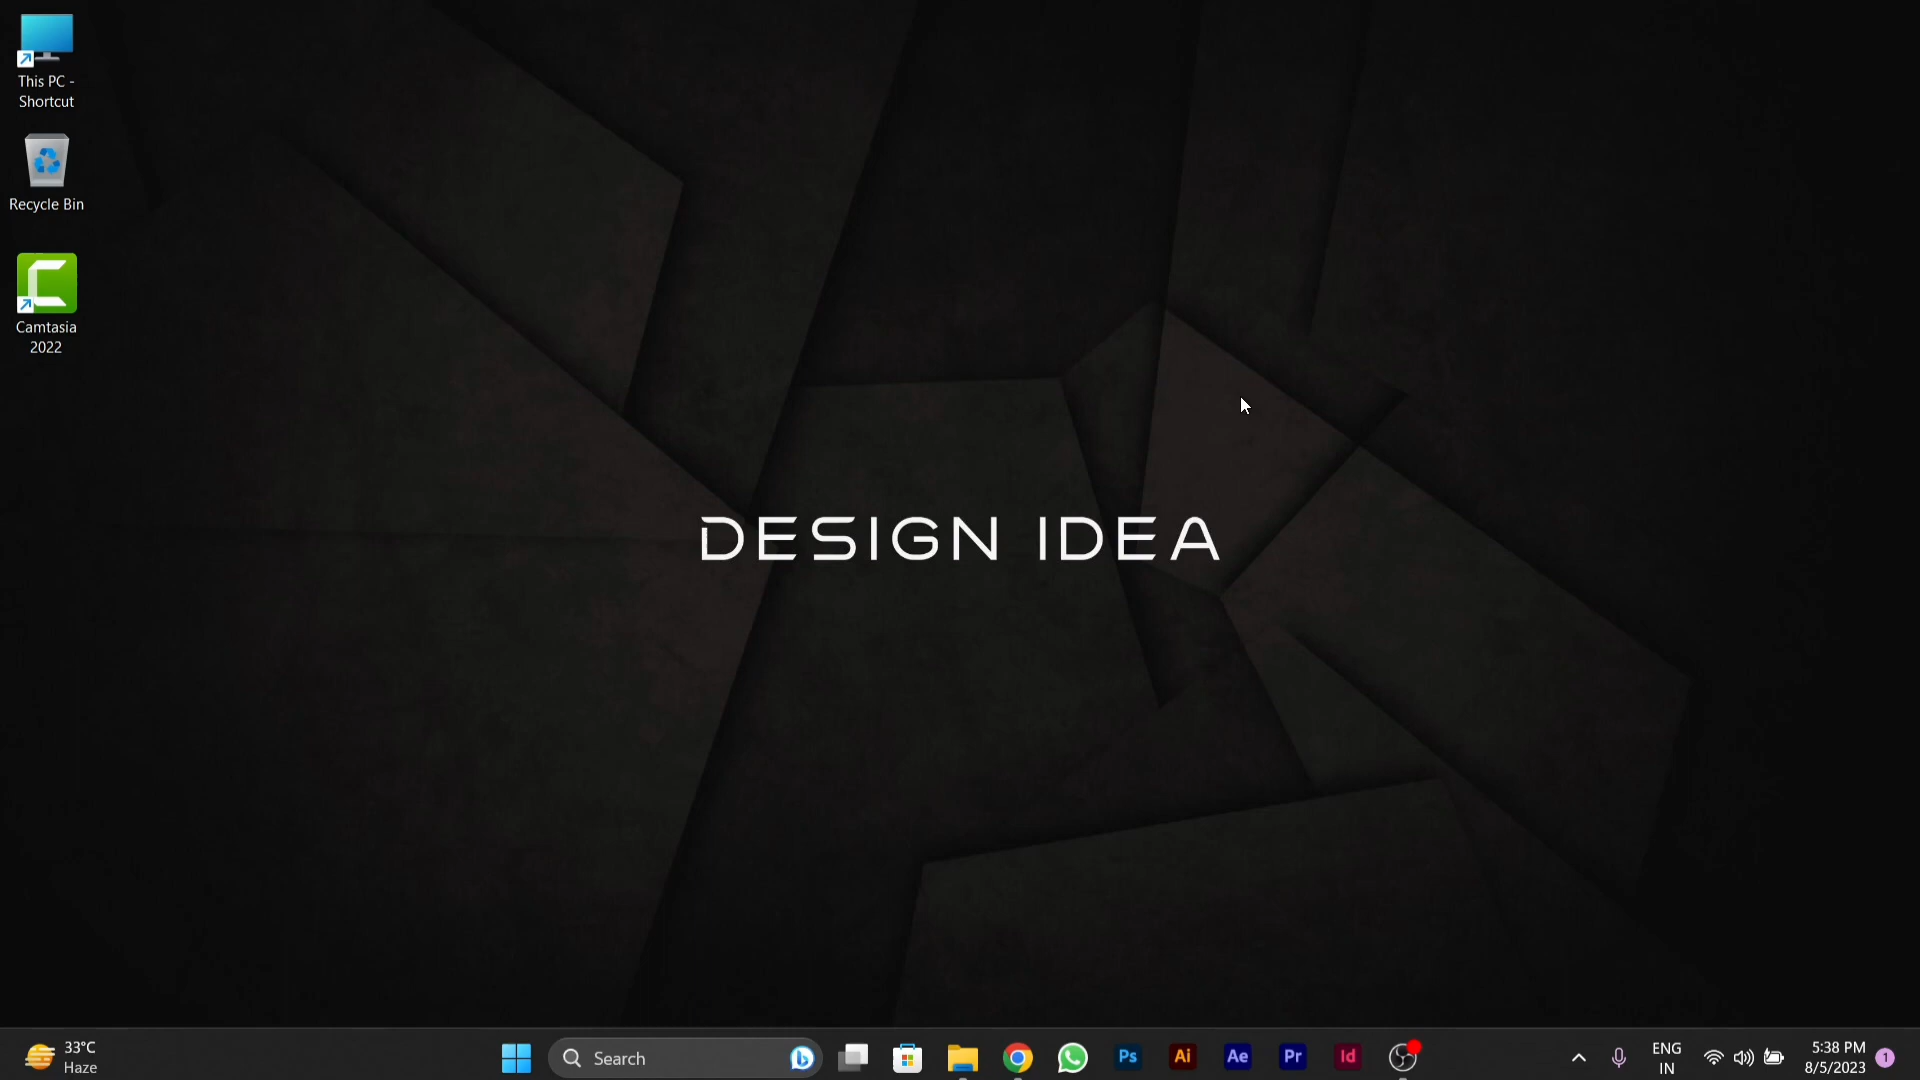 This PC -
Shortcut
Recycle Bin
Camtasia
2022
DESIGN IDEA
33°C
Haze
Search
Ps
Ai
Ae
Pr
Id
ENG
IN
5:38 PM
8/5/2023
1